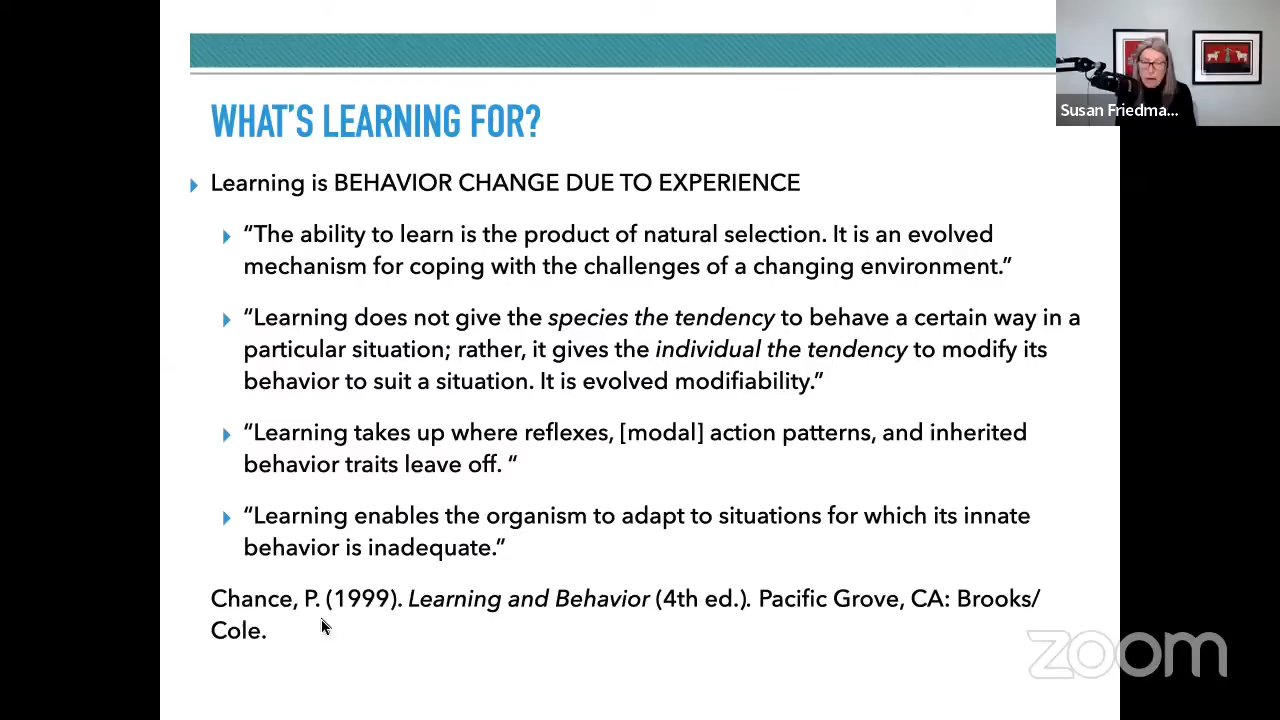 WHAT'S LEARNING FOR?
Learning is BEHAVIOR CHANGE DUE TO EXPERIENCE
“The ability to learn is the product of natural selection. It is an evolved
mechanism for coping with the challenges of a changing environment.”
“Learning does not give the species the tendency to behave a certain way in a
particular situation; rather, it gives the individual the tendency to modify its
behavior to suit a situation. It is evolved modifiability.”
“Learning takes up where reflexes, [modal] action patterns, and inherited
behavior traits leave off. “
“Learning enables the organism to adapt to situations for which its innate
behavior is inadequate.”
Chance, P. (1999). Learning and Behavior (4th ed.). Pacific Grove, CA: Brooks/
Cole.
Susan Friedma...
zoom